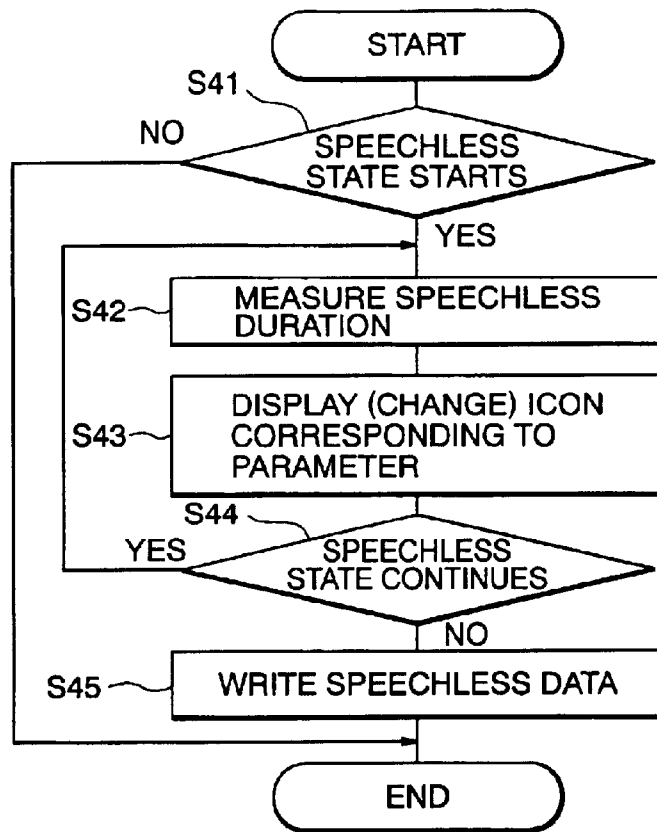 START
S41
NO
SPEECHLESS
STATE STARTS
YES
S42
MEASURE SPEECHLESS
DURATION
S43
DISPLAY (CHANGE) ICON
CORRESPONDING TO
PARAMETER
S44
YES
SPEECHLESS
STATE CONTINUES
NO
S45
WRITE SPEECHLESS DATA
END